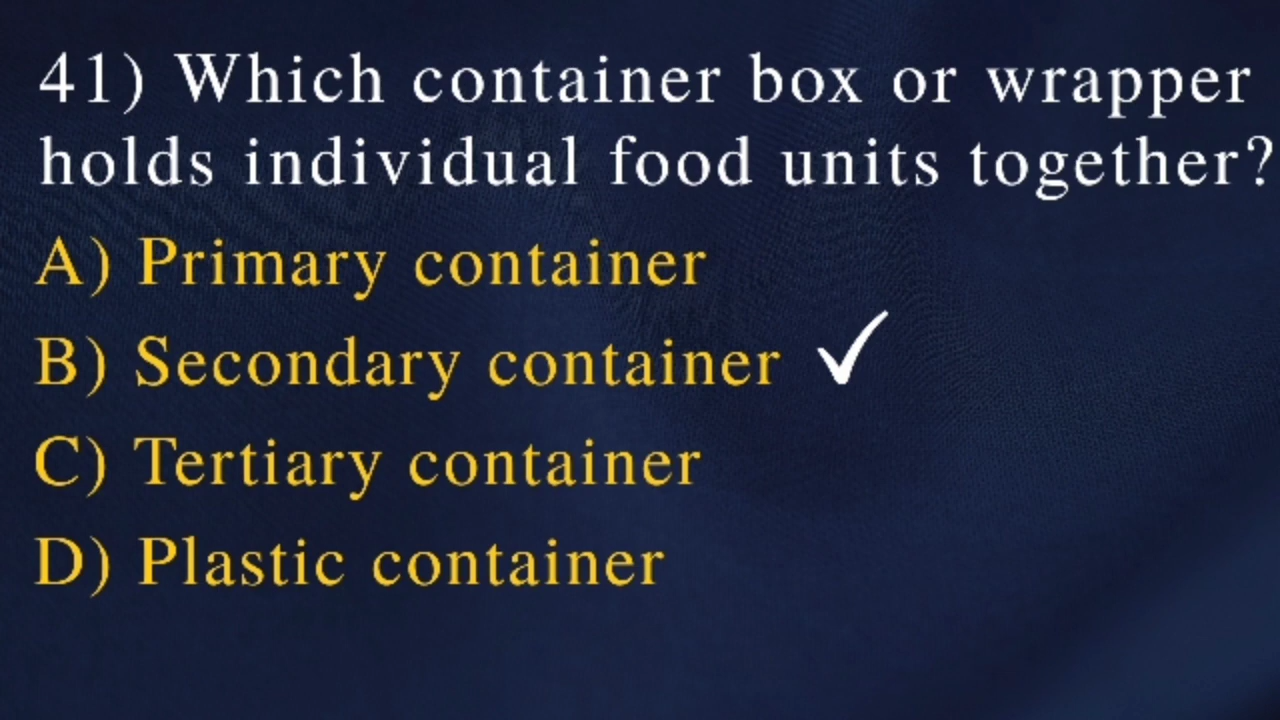 41) Which container box or wrapper
holds individual food units together?
A) Primary container
B) Secondary container ✓
C) Tertiary container
D) Plastic container